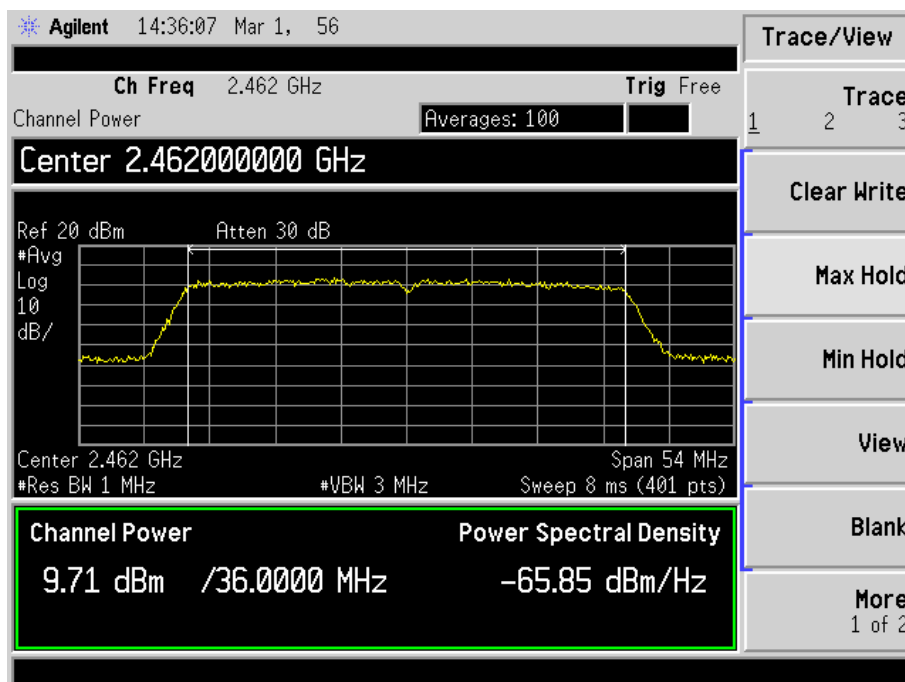 Agilent 14:36:07 Mar 1, 56
Trace/View
Ch Freq 2.462 GHz Trig Free
Channel Power Averages: 100
Center 2.462000000 GHz
Ref 20 dBm Atten 30 dB
#Avg
Log
10
dB/
Center 2.462 GHz Span 54 MHz
#Res BW 1 MHz #VBW 3 MHz Sweep 8 ms (401 pts)
Channel Power Power Spectral Density
9.71 dBm /36.0000 MHz -65.85 dBm/Hz
Trace
1 2 3
Clear Write
Max Hold
Min Hold
View
Blank
More
1 of 2